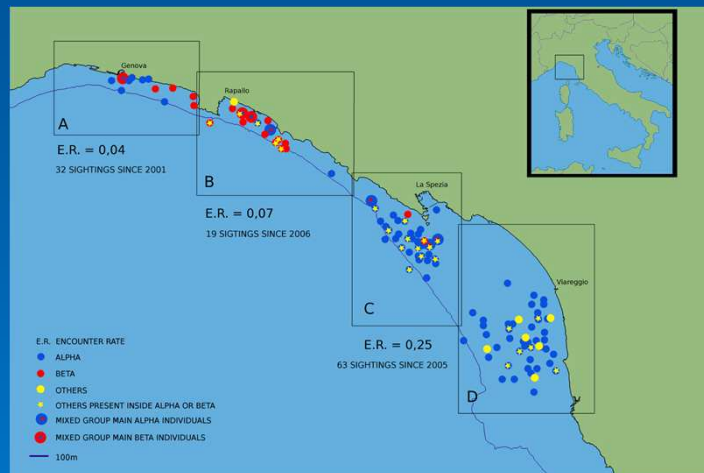 Genova
A
E.R. = 0,04
32 SIGHTINGS SINCE 2001
Rapallo
B
E.R. = 0,07
19 SIGTINGS SINCE 2006
La Spezia
C
E.R. = 0,25
63 SIGHTINGS SINCE 2005
Viareggio
D
E.R. ENCOUNTER RATE
ALPHA
BETA
OTHERS
OTHERS PRESENT INSIDE ALPHA OR BETA
MIXED GROUP MAIN ALPHA INDIVIDUALS
MIXED GROUP MAIN BETA INDIVIDUALS
100m